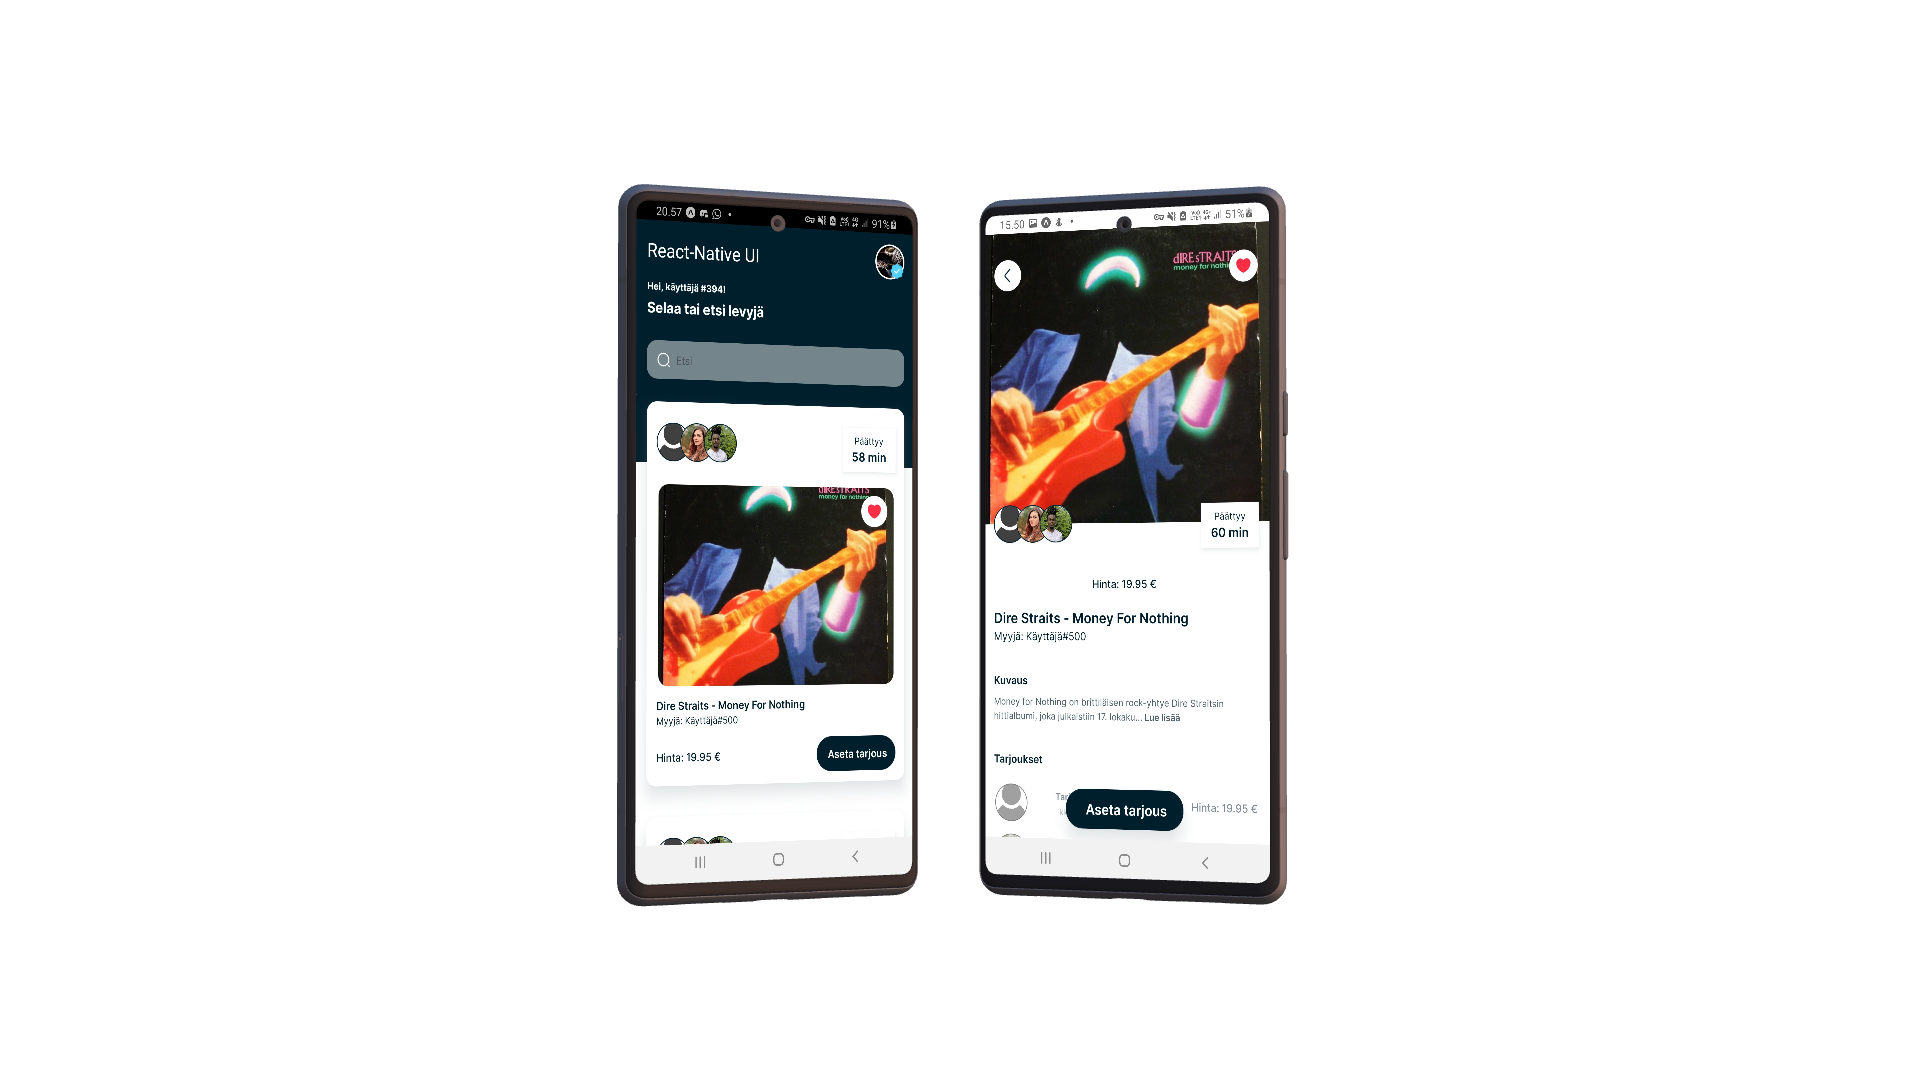 20.57
91%
React-Native UI
Hei, käyttäjä #394!
Selaa tai etsi levyjä
Etsi
Päättyy
58 min
dIRE sTRAITS
money for nothing
Dire Straits - Money For Nothing
Myyjä: Käyttäjä#500
Hinta: 19.95 €
Aseta tarjous
15.50
51%
dIRE sTRAITS
money for nothi
Päättyy
60 min
Hinta: 19.95 €
Dire Straits - Money For Nothing
Myyjä: Käyttäjä#500
Kuvaus
Money for Nothing on brittiläisen rock-yhtye Dire Straitsin
hittialbumi, joka julkaistiin 17. lokaku... Lue lisää
Tarjoukset
Aseta tarjous
Hinta: 19.95 €